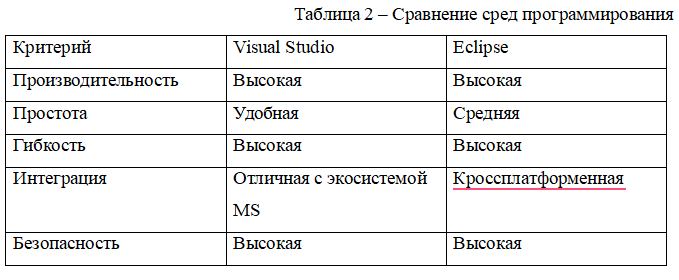 Таблица 2 – Сравнение сред программирования
Критерий Visual Studio Eclipse
Производительность Высокая Высокая
Простота Удобная Средняя
Гибкость Высокая Высокая
Интеграция Отличная с экосистемой Кроссплатформенная
MS
Безопасность Высокая Высокая